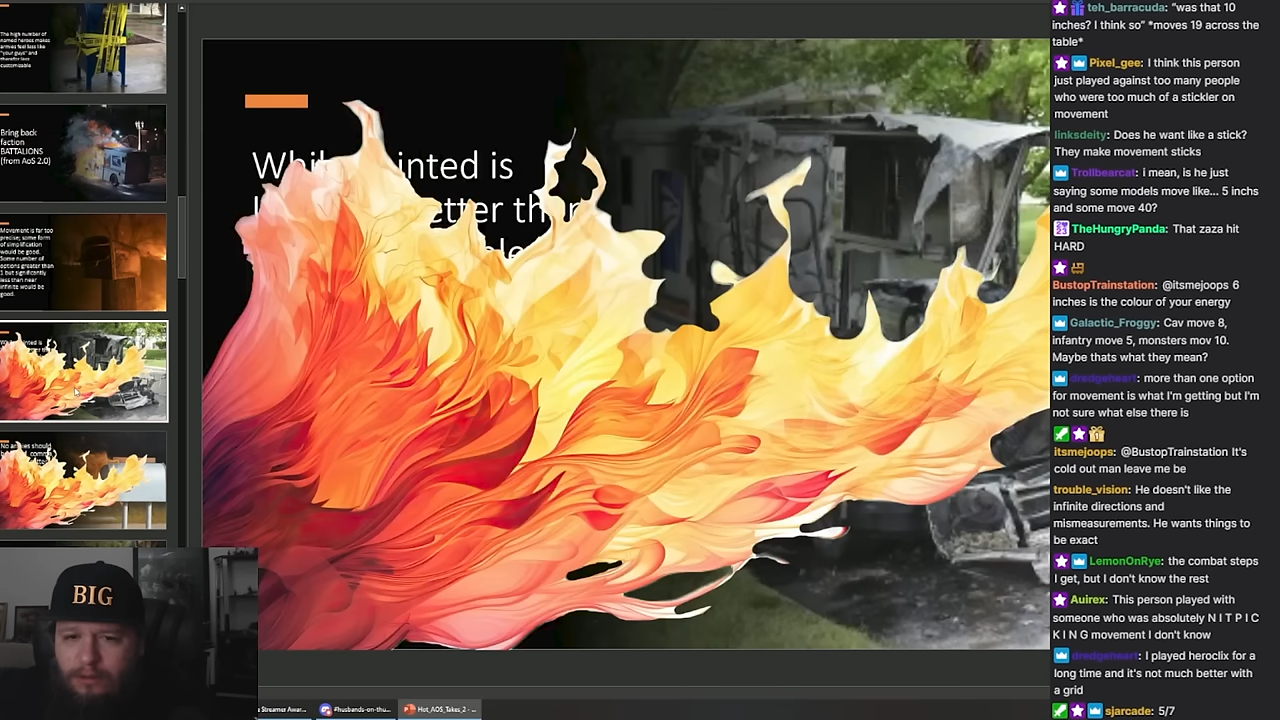 The high number of
named heroes makes
armies feel less like
"your guys" and
therefor less
customizable
Bring back
faction
BATTALIONS
(from AoS 2.0)
Movement is far too
precise; some form
of simplification
would be good.
Some number of
options greater than
1 but significantly
less than near
infinite would be
good.
No armies should
BIG
is
etter
Streamer Awar...
#husbands-on-thu...
Hot_AOS_Takes_2 - ...
teh_barracuda: "was that 10
inches? I think so" *moves 19 across the
table*
Pixel_gee: I think this person
just played against too many people
who were too much of a stickler on
movement
linksdeity: Does he want like a stick?
They make movement sticks
Trollbearcat: i mean, is he just
saying some models move like... 5 inchs
and some move 40?
TheHungryPanda: That zaza hit
HARD
BustopTrainstation: @itsmejoops 6
inches is the colour of your energy
Galactic_Froggy: Cav move 8,
infantry move 5, monsters mov 10.
Maybe thats what they mean?
dredgeheart: more than one option
for movement is what I'm getting but I'm
not sure what else there is
itsmejoops: @BustopTrainstation It's
cold out man leave me be
trouble_vision: He doesn't like the
infinite directions and
mismeasurements. He wants things to
be exact
LemonOnRye: the combat steps
I get, but I don't know the rest
Auirex: This person played with
someone who was absolutely N I T P I C
K I N G movement I don't know
dredgeheart: I played heroclix for a
long time and it's not much better with
a grid
sjarcade: 5/7